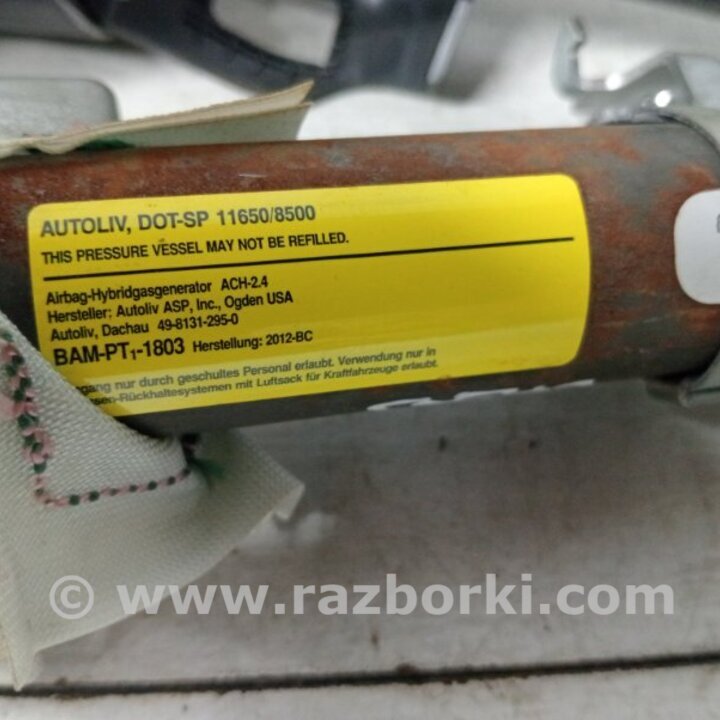 AUTOLIV, DOT-SP 11650/8500
THIS PRESSURE VESSEL MAY NOT BE REFILLED.
Airbag-Hybridgasgenerator ACH-2.4
Hersteller: Autoliv ASP, Inc., Ogden USA
Autoliv, Dachau 49-8131-295-0
BAM-PT₁-1803 Herstellung: 2012-BC
nur durch geschultes Personal erlaubt. Verwendung nur in
-Rückhaltesystemen mit Luftsack für Kraftfahrzeuge erlaubt.
© www.razborki.com